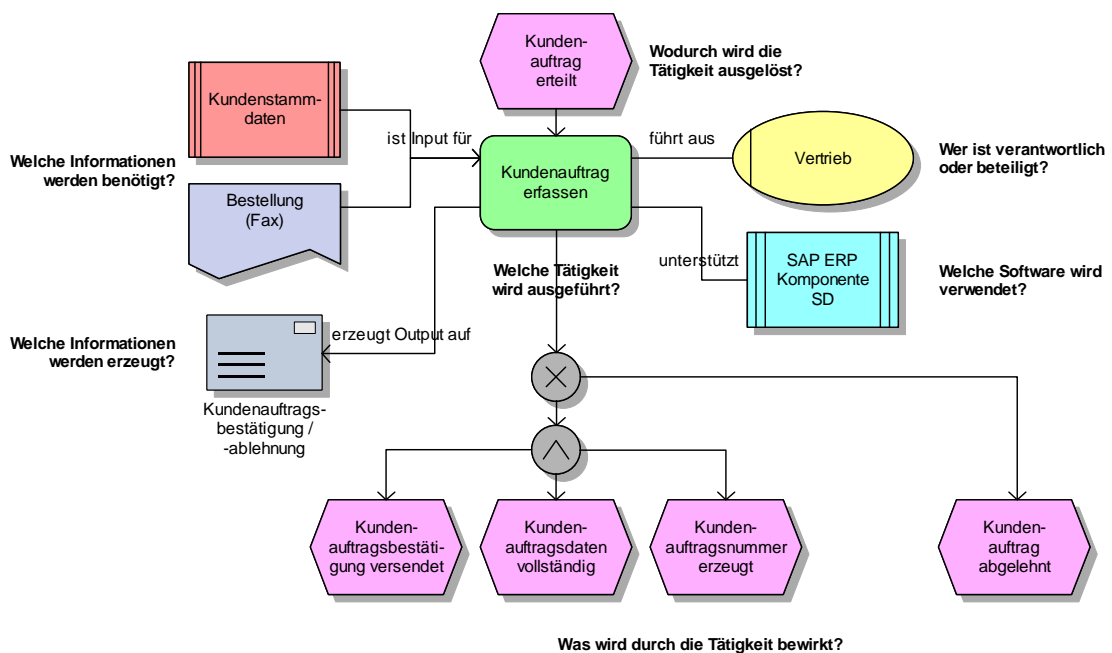 Kunden-
auftrag
erteilt
Wodurch wird die
Tätigkeit ausgelöst?
Kundenstamm-
daten
ist Input für
führt aus
Vertrieb
Wer ist verantwortlich
oder beteiligt?
Welche Informationen
werden benötigt?
Kundenauftrag
erfassen
Bestellung
(Fax)
Welche Tätigkeit
wird ausgeführt?
unterstützt
SAP ERP
Komponente
SD
Welche Software wird
verwendet?
Welche Informationen
werden erzeugt?
erzeugt Output auf
Kundenauftrags-
bestätigung /
-ablehnung
Kunden-
auftragsbestäti-
gung versendet
Kunden-
auftragsdaten
vollständig
Kunden-
auftragsnummer
erzeugt
Kunden-
auftrag
abgelehnt
Was wird durch die Tätigkeit bewirkt?